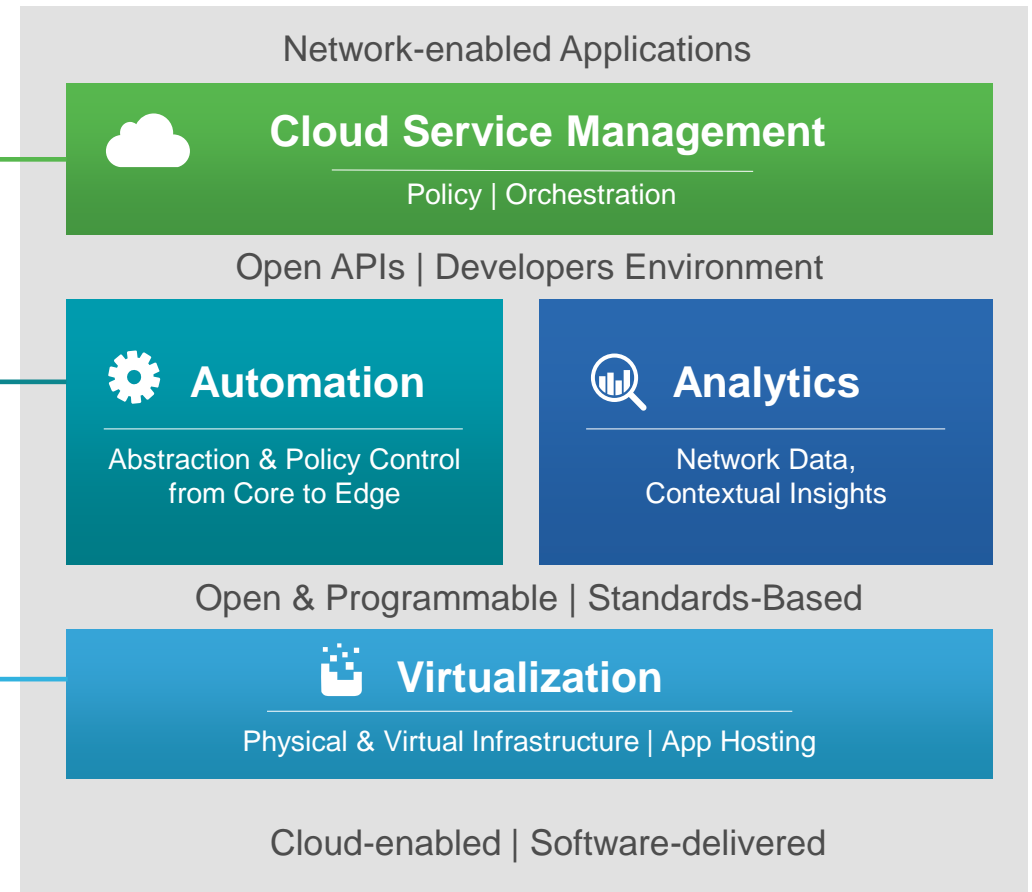 Network-enabled Applications
Cloud Service Management
Policy | Orchestration
Open APIs | Developers Environment
Automation
Abstraction & Policy Control
from Core to Edge
Analytics
Network Data,
Contextual Insights
Open & Programmable | Standards-Based
Virtualization
Physical & Virtual Infrastructure | App Hosting
Cloud-enabled | Software-delivered